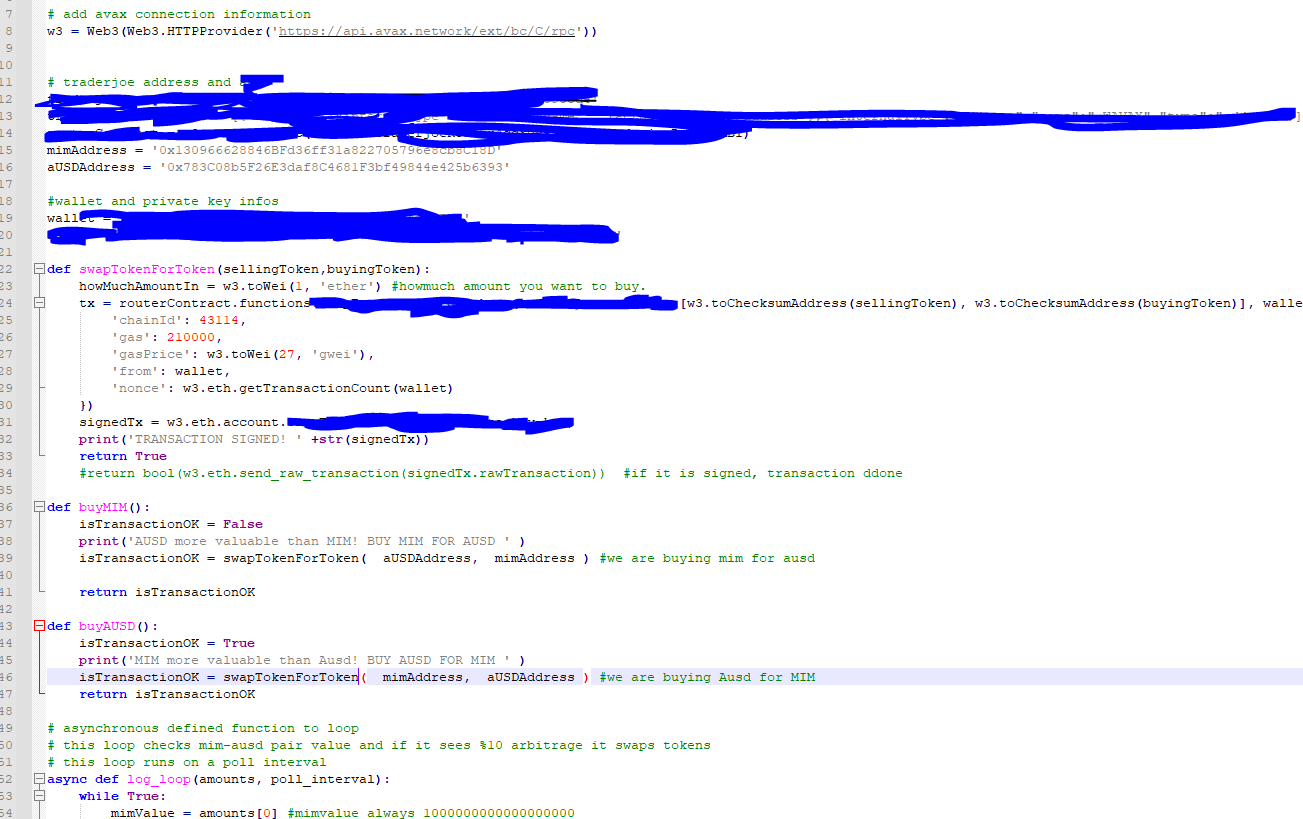 7 # add avax connection information
8 w3 = Web3(Web3.HTTPProvider('https://api.avax.network/ext/bc/C/rpc'))
9
10
11 # traderjoe address and
12
13
14
15 mimAddress = '0x130966628846BFd36ff31a822705796e8cb8C18D'
16 aUSDAddress = '0x783C08b5F26E3daf8C4681F3bf49844e425b6393'
17
18 #wallet and private key infos
19 wallet =
20
21
22 def swapTokenForToken(sellingToken,buyingToken):
23 howMuchAmountIn = w3.toWei(1, 'ether') #howmuch amount you want to buy.
24 tx = routerContract.functions [w3.toChecksumAddress(sellingToken), w3.toChecksumAddress(buyingToken)], walle
25 'chainId': 43114,
26 'gas': 210000,
27 'gasPrice': w3.toWei(27, 'gwei'),
28 'from': wallet,
29 'nonce': w3.eth.getTransactionCount(wallet)
30 })
31 signedTx = w3.eth.account.
32 print('TRANSACTION SIGNED! ' +str(signedTx))
33 return True
34 #return bool(w3.eth.send_raw_transaction(signedTx.rawTransaction)) #if it is signed, transaction ddone
35
36 def buyMIM():
37 isTransactionOK = False
38 print('AUSD more valuable than MIM! BUY MIM FOR AUSD ' )
39 isTransactionOK = swapTokenForToken( aUSDAddress, mimAddress ) #we are buying mim for ausd
40
41 return isTransactionOK
42
43 def buyAUSD():
44 isTransactionOK = True
45 print('MIM more valuable than Ausd! BUY AUSD FOR MIM ' )
46 isTransactionOK = swapTokenForToken( mimAddress, aUSDAddress ) #we are buying Ausd for MIM
47 return isTransactionOK
48
49 # asynchronous defined function to loop
50 # this loop checks mim-ausd pair value and if it sees %10 arbitrage it swaps tokens
51 # this loop runs on a poll interval
52 async def log_loop(amounts, poll_interval):
53 while True:
54 mimValue = amounts[0] #mimvalue always 1000000000000000000